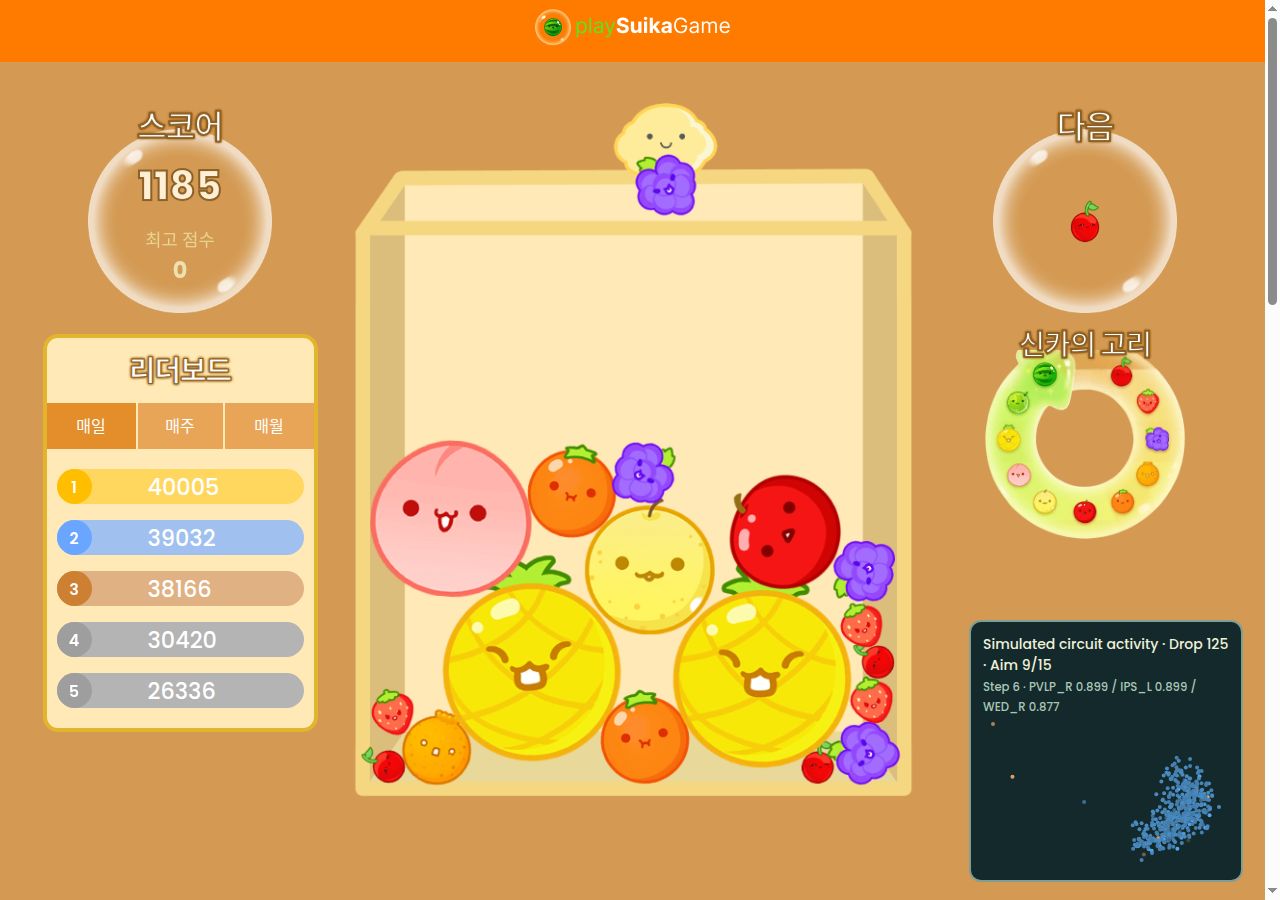 playSuikaGame
스코어
1185
최고 점수
0
리더보드
매일
매주
매월
1
40005
2
39032
3
38166
4
30420
5
26336
다음
신카의 고리
Simulated circuit activity · Drop 125
· Aim 9/15
Step 6 · PVLP_R 0.899 / IPS_L 0.899 /
WED_R 0.877